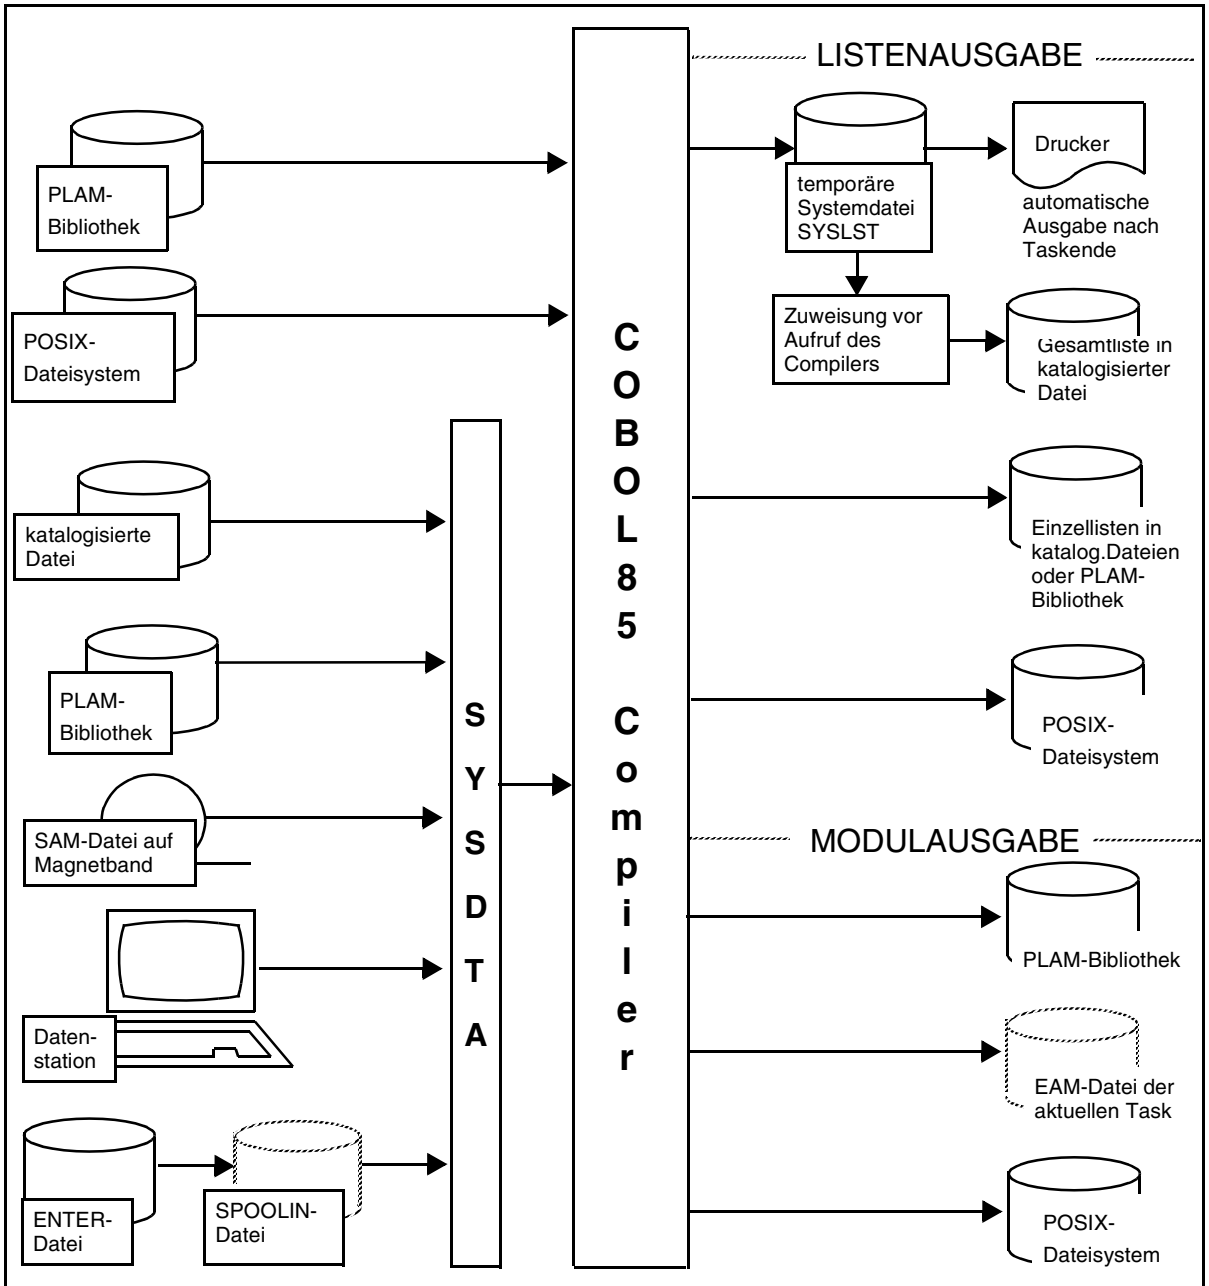 LISTENAUSGABE
PLAM-
Bibliothek
POSIX-
Dateisystem
katalogisierte
Datei
PLAM-
Bibliothek
SAM-Datei auf
Magnetband
Daten-
station
ENTER-
Datei
SPOOLIN-
Datei
S
Y
S
D
T
A
C
O
B
O
L
8
5
C
o
m
p
i
l
e
r
temporäre
Systemdatei
SYSLST
Drucker
automatische
Ausgabe nach
Taskende
Zuweisung vor
Aufruf des
Compilers
Gesamtliste in
katalogisierter
Datei
Einzellisten in
katalog.Dateien
oder PLAM-
Bibliothek
POSIX-
Dateisystem
MODULAUSGABE
PLAM-Bibliothek
EAM-Datei der
aktuellen Task
POSIX-
Dateisystem